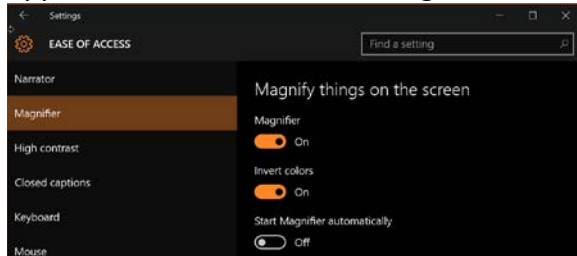 Settings
EASE OF ACCESS
Find a setting
Narrator
Magnifier
High contrast
Closed captions
Keyboard
Mouse
Magnify things on the screen
Magnifier
On
Invert colors
On
Start Magnifier automatically
Off